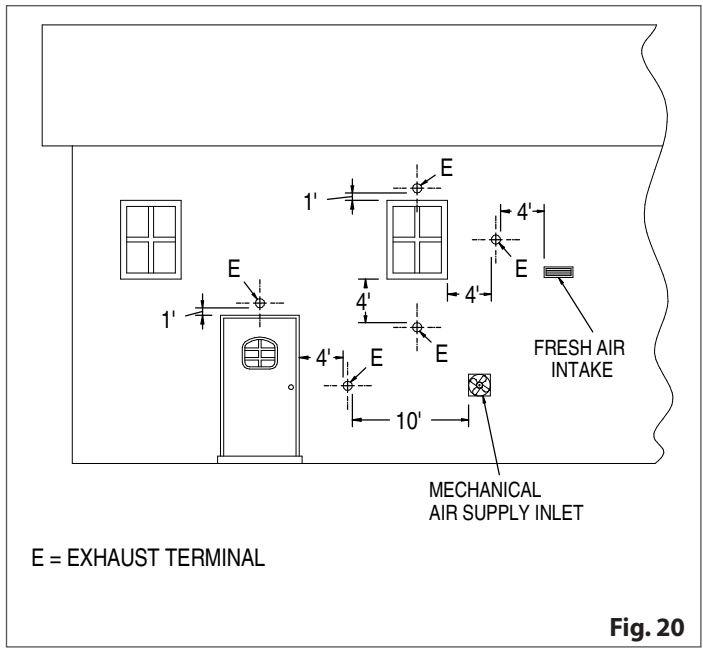 E
1'
4'
E
4'
E
4'
1'
4'
E
E
FRESH AIR
INTAKE
10'
MECHANICAL
AIR SUPPLY INLET
E = EXHAUST TERMINAL
Fig. 20